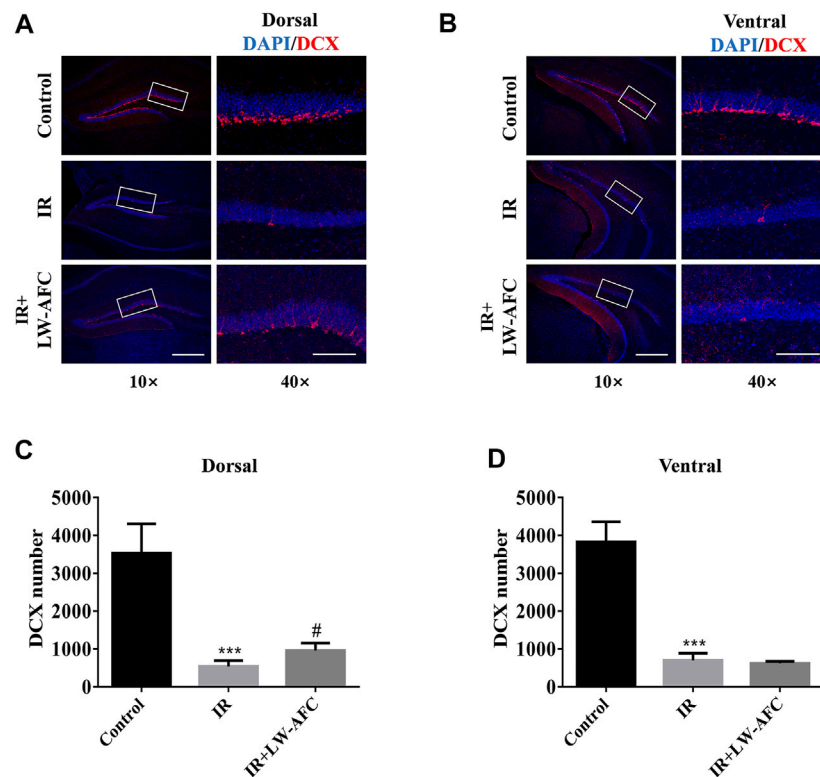 A
Dorsal
DAPI/DCX
Control
IR
IR+
LW-AFC
10×
40×
B
Ventral
DAPI/DCX
Control
IR
IR+
LW-AFC
10×
40×
C
Dorsal
DCX number
5000
4000
3000
2000
1000
0
***
#
Control
IR
IR+LW-AFC
D
Ventral
DCX number
5000
4000
3000
2000
1000
0
***
Control
IR
IR+LW-AFC